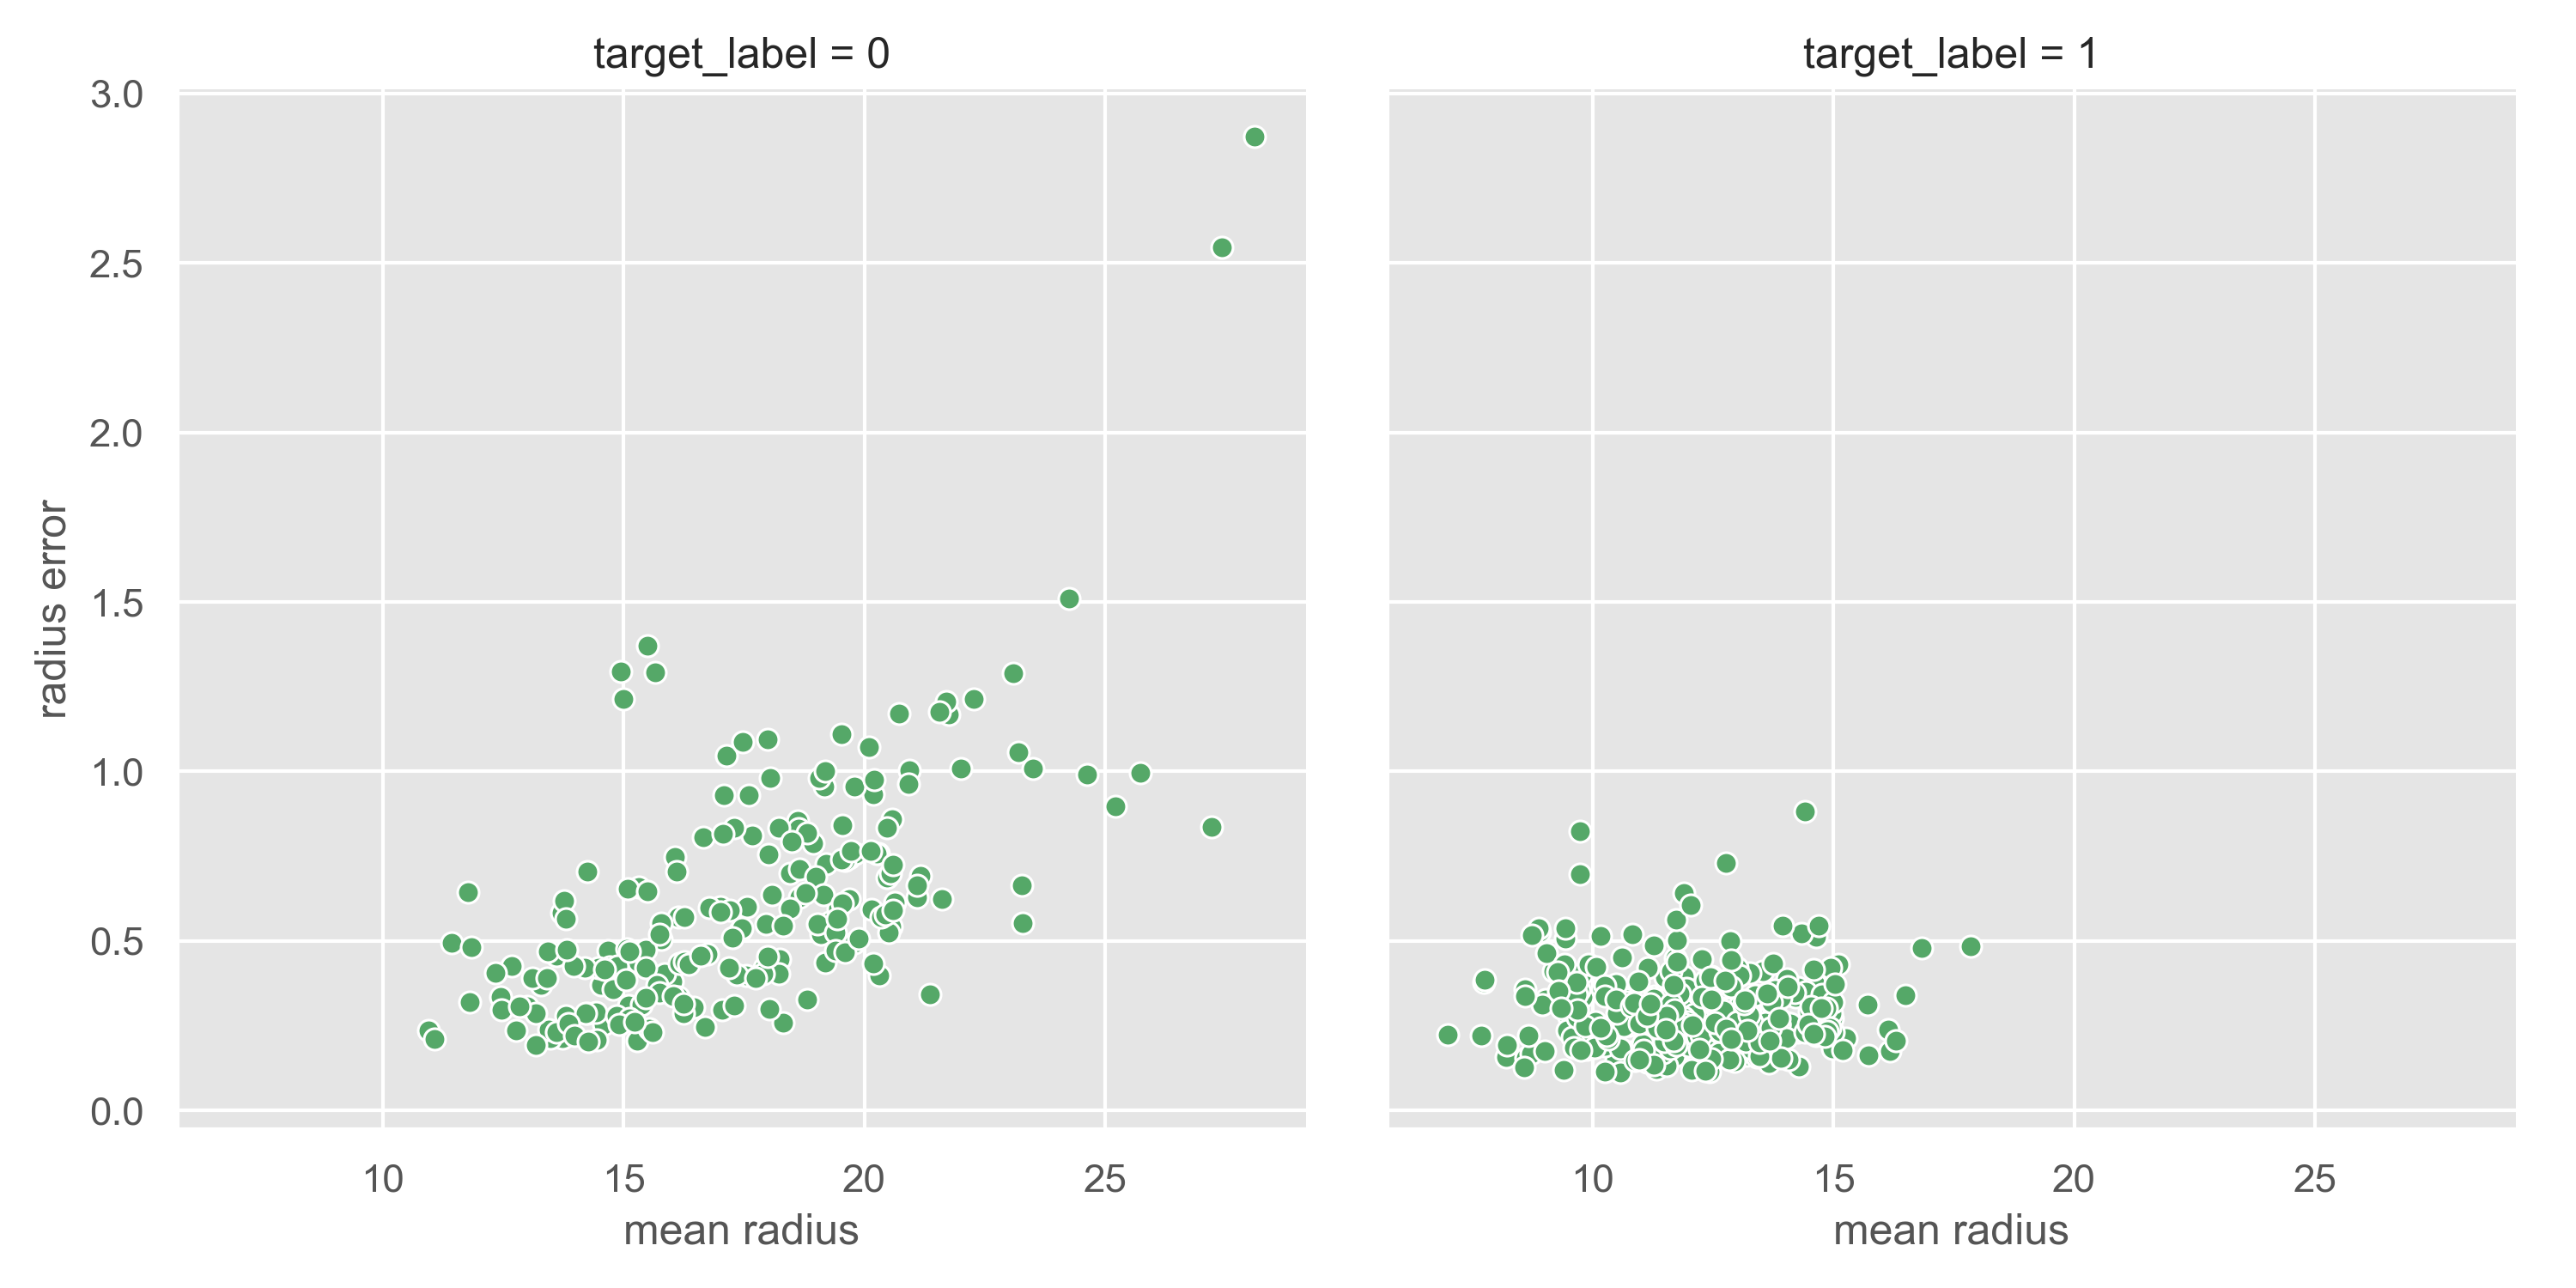 target_label = 0
target_label = 1
3.0
2.5
2.0
1.5
1.0
0.5
0.0
radius error
10 15 20 25
10 15 20 25
mean radius
mean radius